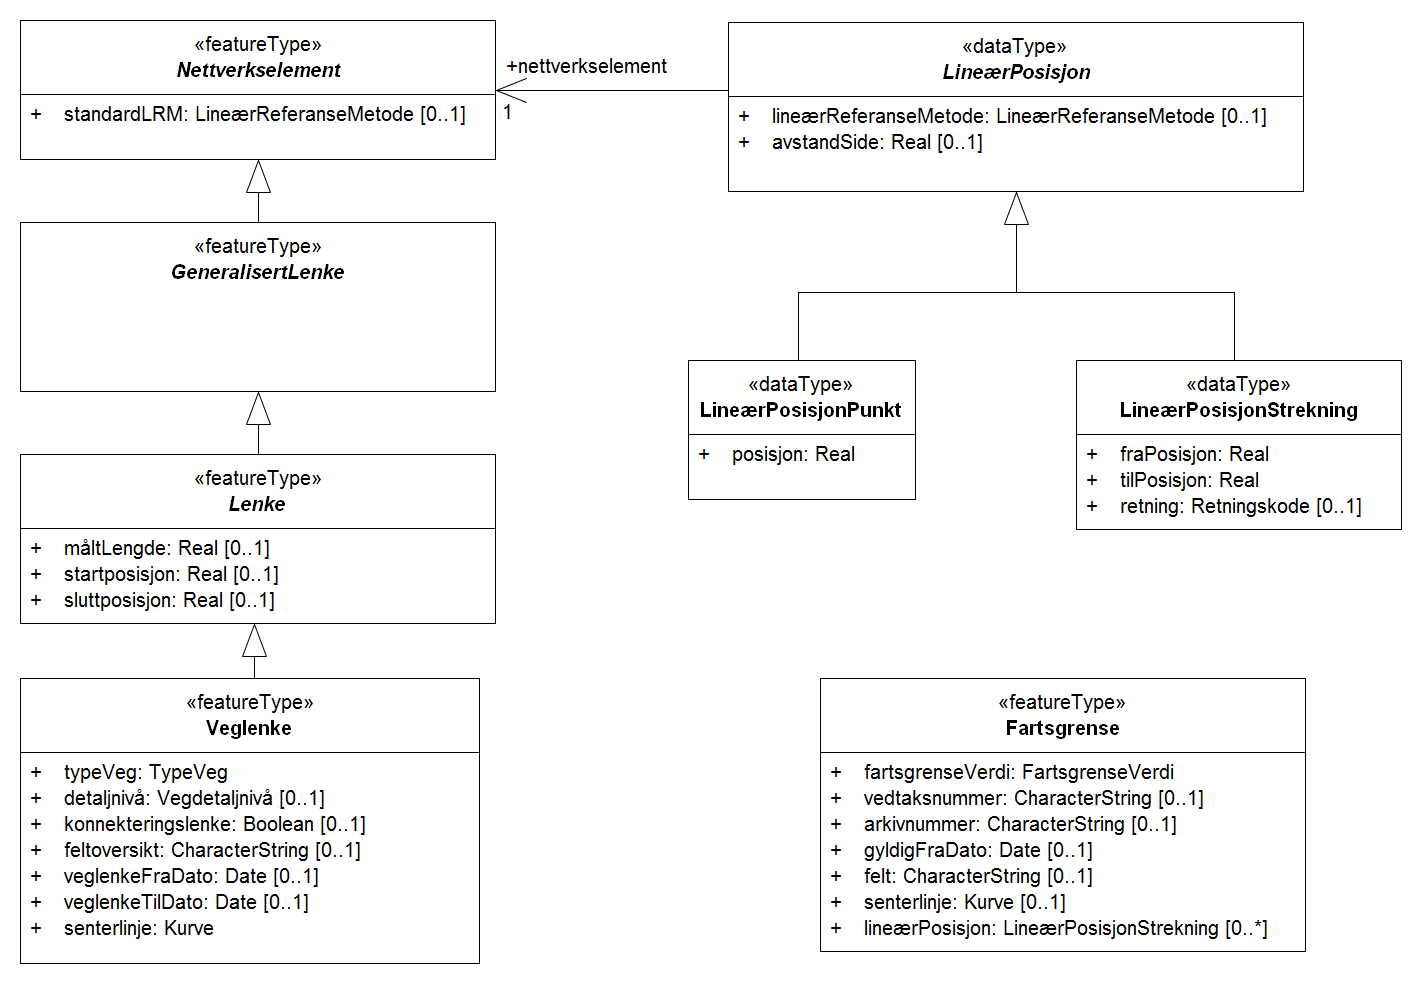 «featureType»
Nettverkselement
+ standardLRM: LineærReferanseMetode [0..1]
+nettverkselement
1
«dataType»
LineærPosisjon
+ lineærReferanseMetode: LineærReferanseMetode [0..1]
+ avstandSide: Real [0..1]
«featureType»
GeneralisertLenke
«dataType»
LineærPosisjonPunkt
+ posisjon: Real
«dataType»
LineærPosisjonStrekning
+ fraPosisjon: Real
+ tilPosisjon: Real
+ retning: Retningskode [0..1]
«featureType»
Lenke
+ måltLengde: Real [0..1]
+ startposisjon: Real [0..1]
+ sluttposisjon: Real [0..1]
«featureType»
Veglenke
+ typeVeg: TypeVeg
+ detaljnivå: Vegdetaljnivå [0..1]
+ konnekteringslenke: Boolean [0..1]
+ feltoversikt: CharacterString [0..1]
+ veglenkeFraDato: Date [0..1]
+ veglenkeTilDato: Date [0..1]
+ senterlinje: Kurve
«featureType»
Fartsgrense
+ fartsgrenseVerdi: FartsgrenseVerdi
+ vedtaksnummer: CharacterString [0..1]
+ arkivnummer: CharacterString [0..1]
+ gyldigFraDato: Date [0..1]
+ felt: CharacterString [0..1]
+ senterlinje: Kurve [0..1]
+ lineærPosisjon: LineærPosisjonStrekning [0..*]